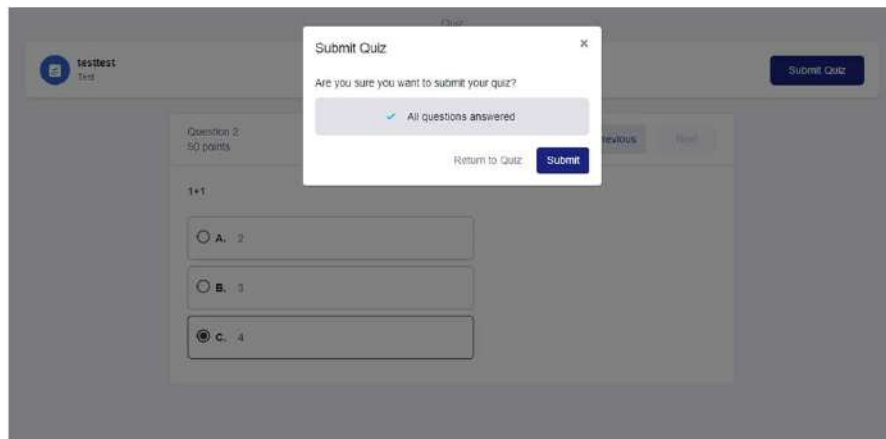 Quiz
Submit Quiz
×
testtest
Test
Submit Quiz
Are you sure you want to submit your quiz?
All questions answered
Question 2
50 points
revious
Next
Return to Quiz
Submit
1+1
A. 2
B. 3
C. 4